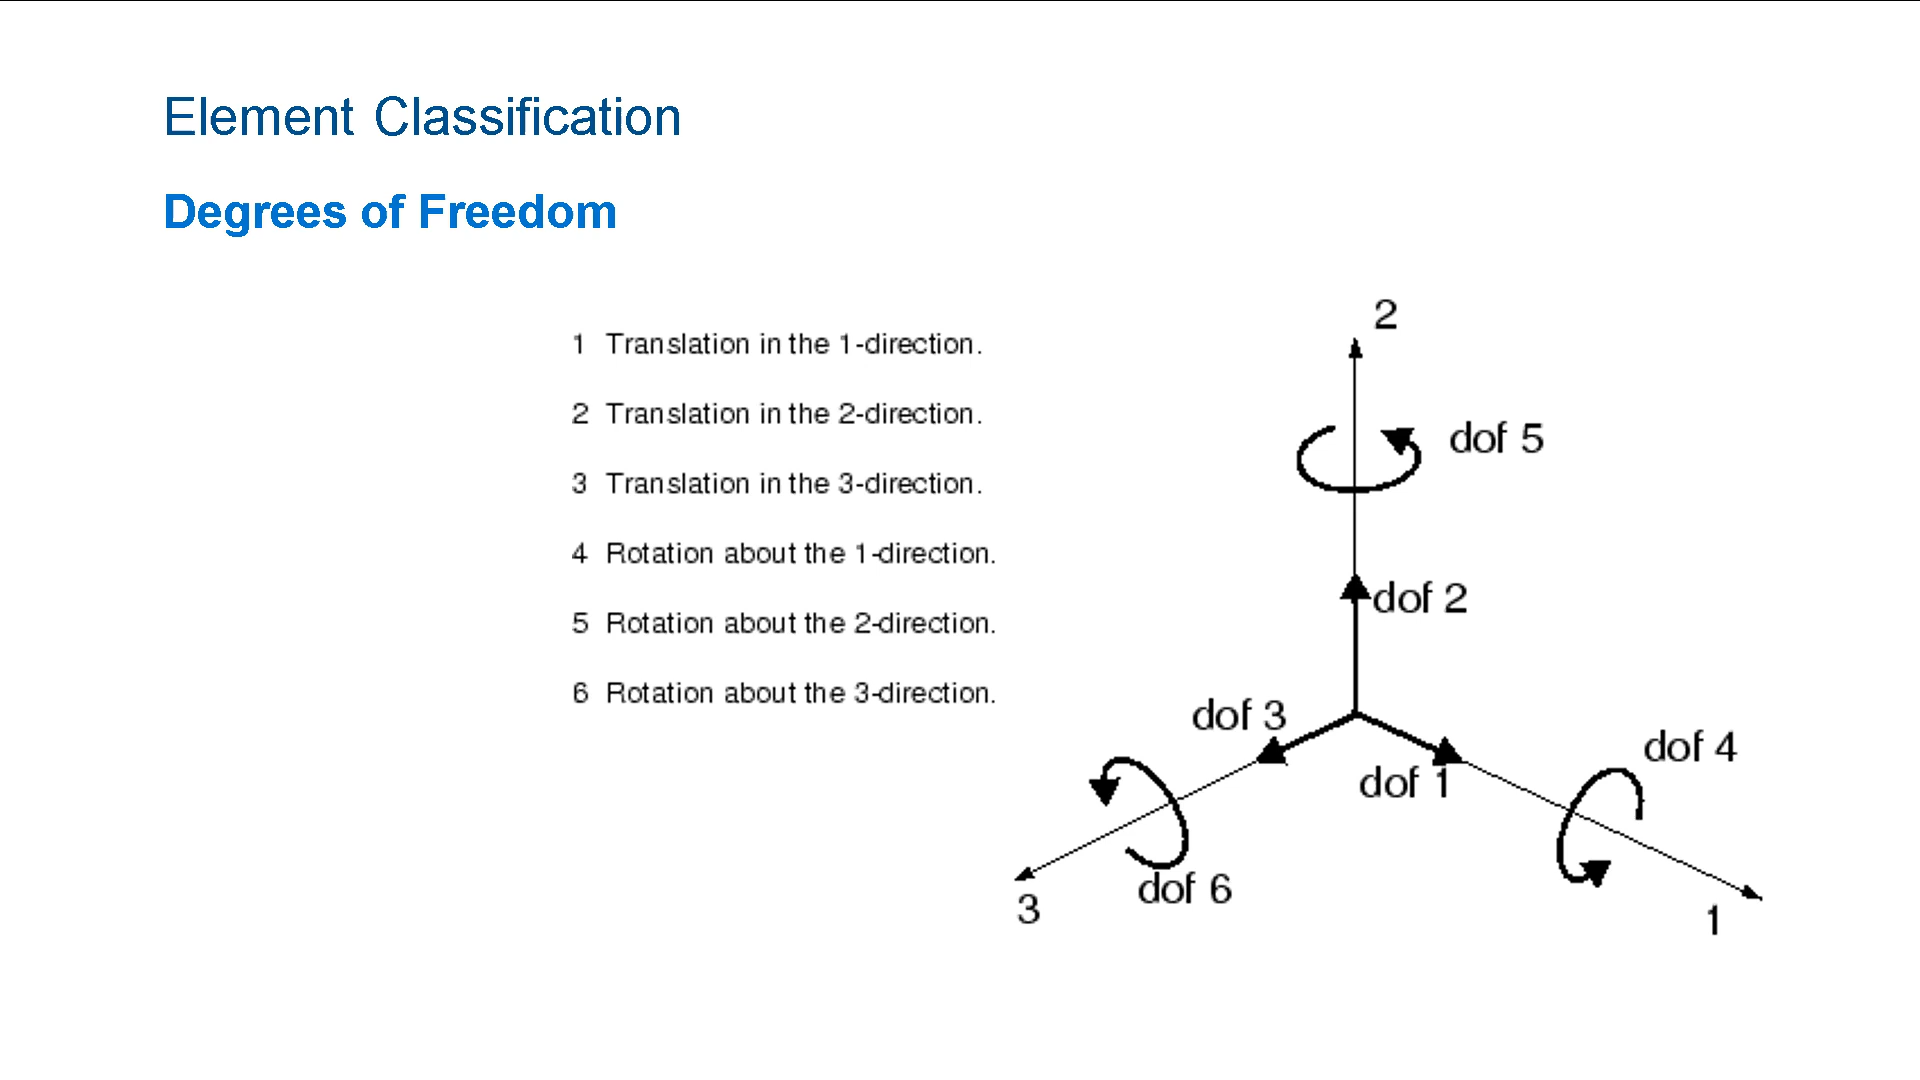 Element Classification
Degrees of Freedom
1 Translation in the 1-direction.
2 Translation in the 2-direction.
3 Translation in the 3-direction.
4 Rotation about the 1-direction.
5 Rotation about the 2-direction.
6 Rotation about the 3-direction.
2
dof 5
dof 2
dof 3
dof 4
dof 1
dof 6
3
1